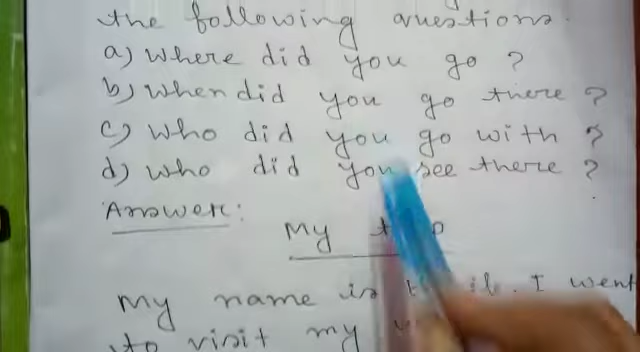 the following questions.
a) Where did you go ?
b) When did you go there ?
c) Who did you go with ?
d) Who did you see there ?
Answer:
My
My name is I went
to visit my